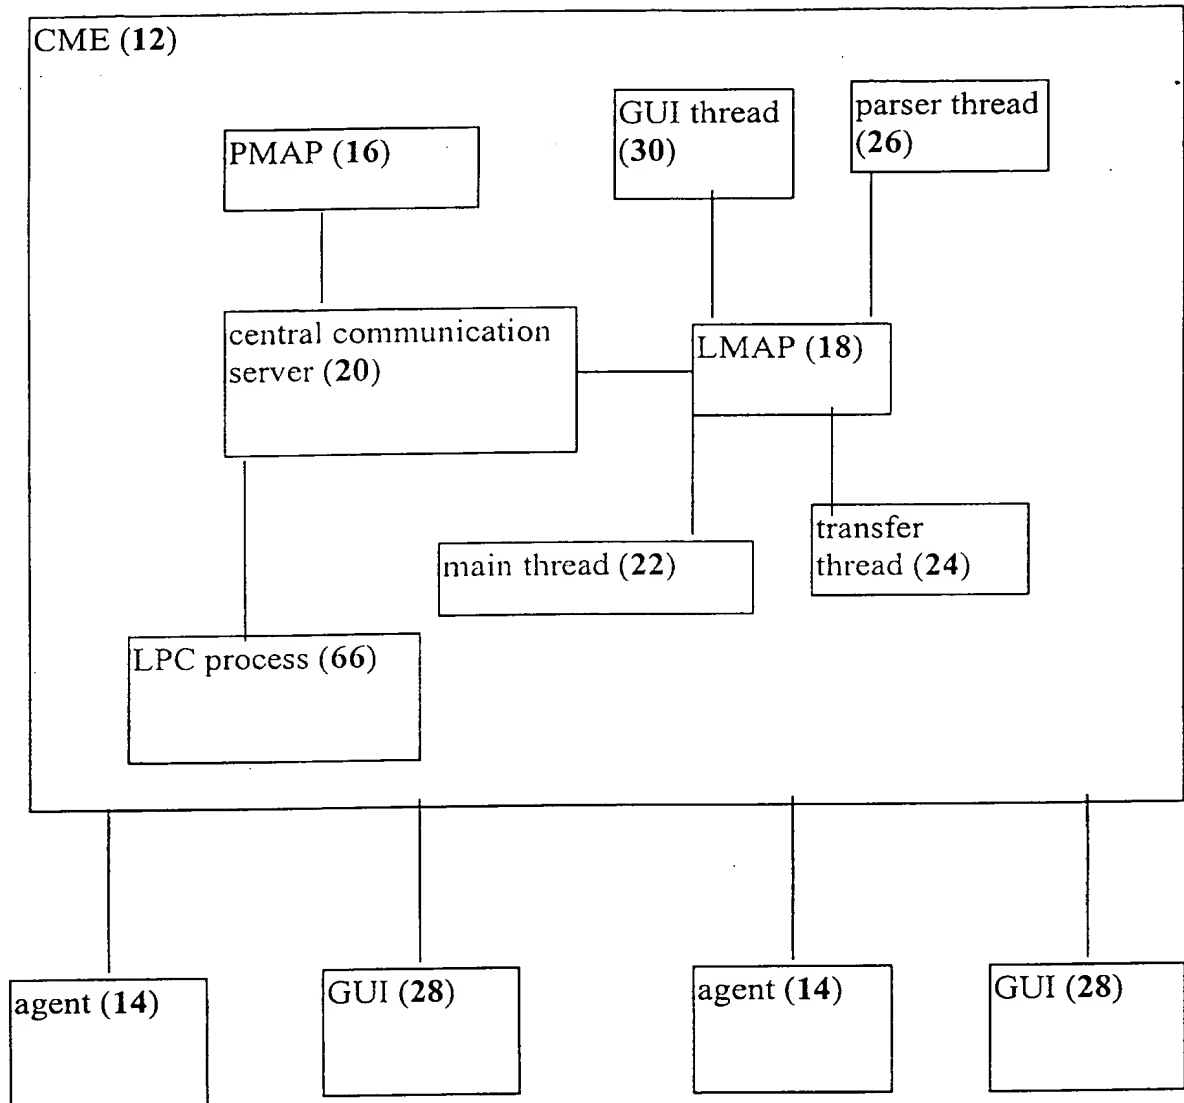 CME (12)
PMAP (16)
GUI thread
(30)
parser thread
(26)
central communication
server (20)
LMAP (18)
main thread (22)
transfer
thread (24)
LPC process (66)
agent (14)
GUI (28)
agent (14)
GUI (28)